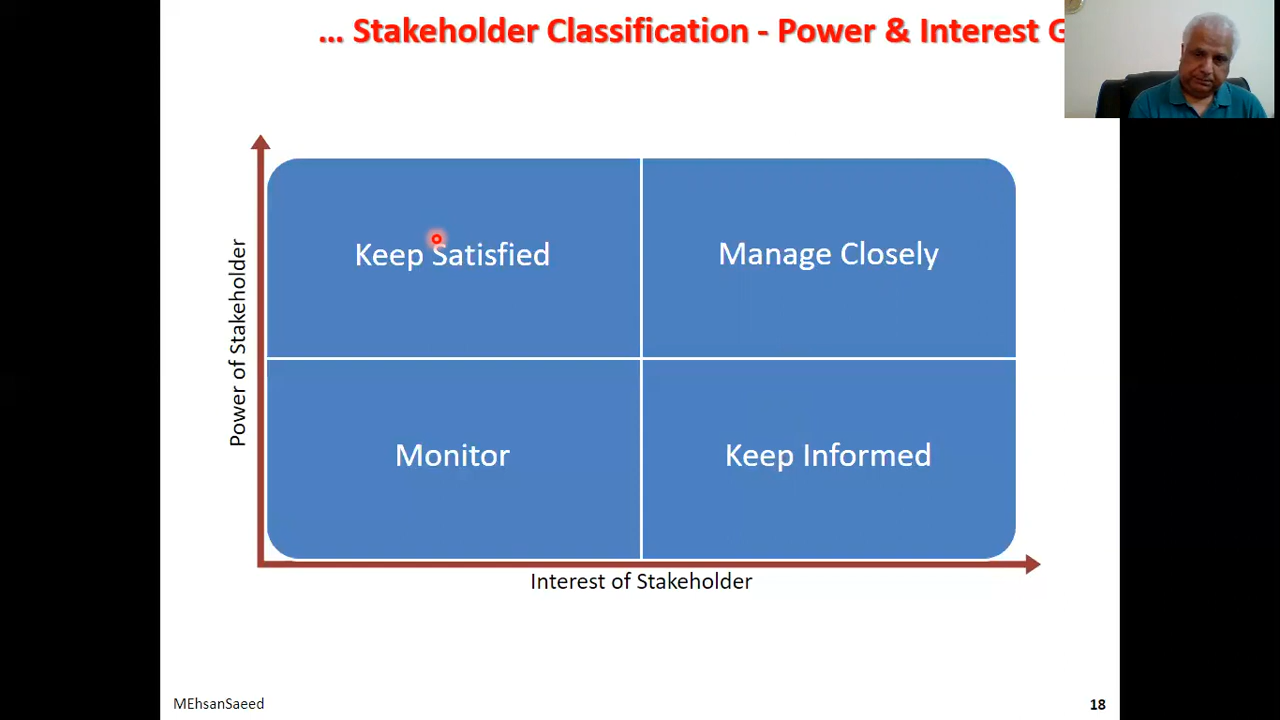 ... Stakeholder Classification - Power & Interest G
Keep Satisfied
Manage Closely
Power of Stakeholder
Monitor
Keep Informed
Interest of Stakeholder
MEhsanSaeed
18